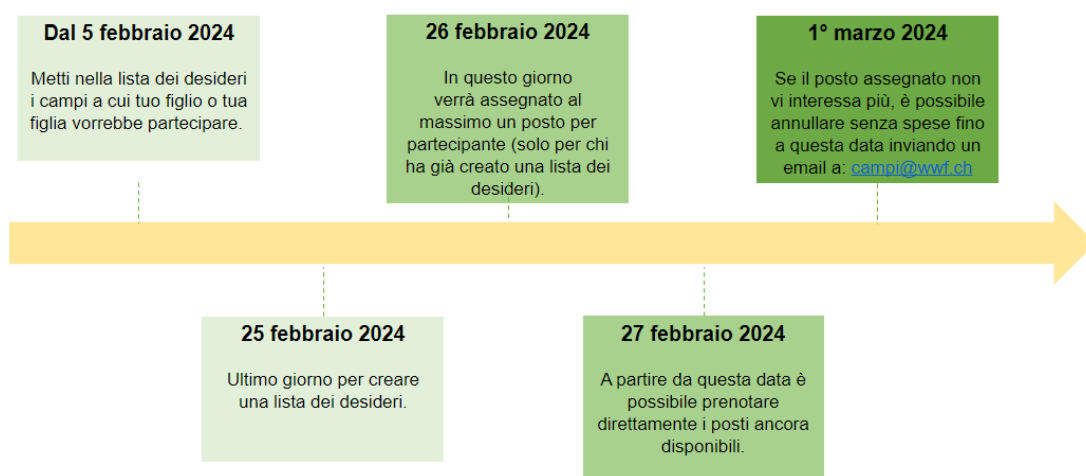 Dal 5 febbraio 2024
Metti nella lista dei desideri
i campi a cui tuo figlio o tua
figlia vorrebbe partecipare.
25 febbraio 2024
Ultimo giorno per creare
una lista dei desideri.
26 febbraio 2024
In questo giorno
verrà assegnato al
massimo un posto per
partecipante (solo per chi
ha già creato una lista dei
desideri).
27 febbraio 2024
A partire da questa data è
possibile prenotare
direttamente i posti ancora
disponibili.
1° marzo 2024
Se il posto assegnato non
vi interessa più, è possibile
annullare senza spese fino
a questa data inviando un
email a: campi@wwf.ch